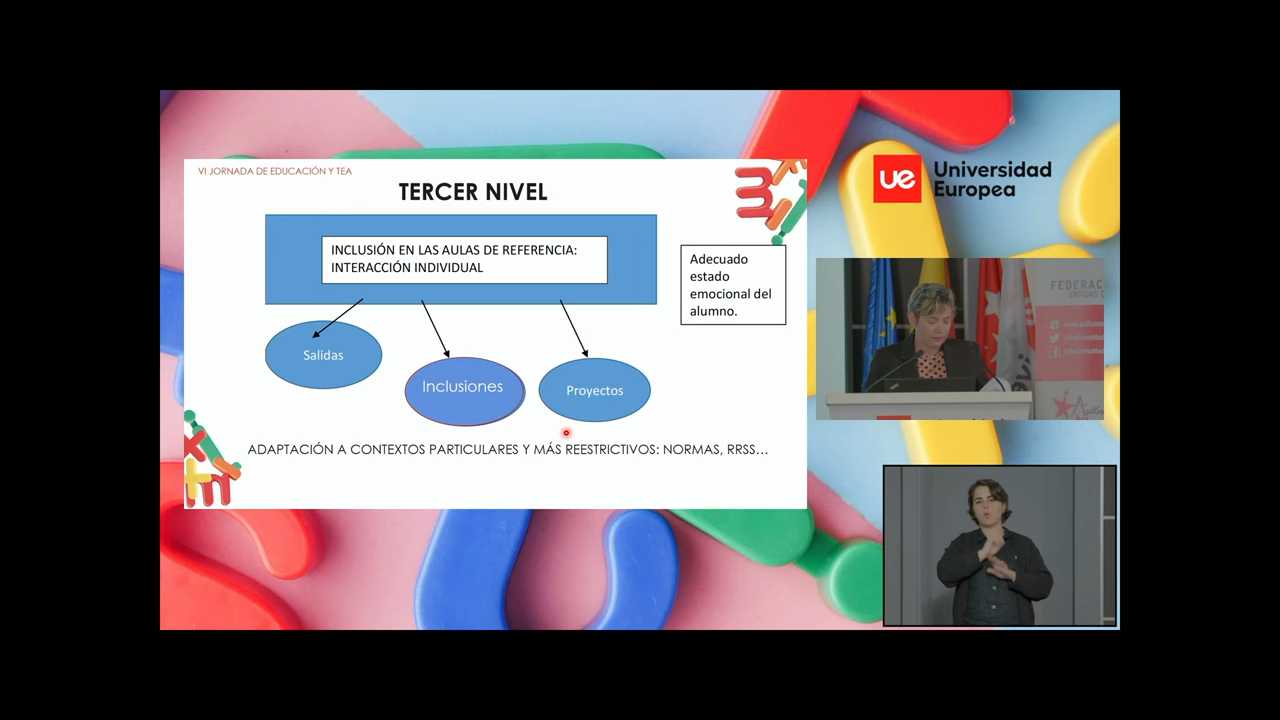 VI JORNADA DE EDUCACIÓN Y TEA
TERCER NIVEL
INCLUSIÓN EN LAS AULAS DE REFERENCIA:
INTERACCIÓN INDIVIDUAL
Adecuado
estado
emocional del
alumno.
Salidas
Inclusiones
Proyectos
ADAPTACIÓN A CONTEXTOS PARTICULARES Y MÁS REESTRICTIVOS: NORMAS, RRSS...
ue Universidad
Europea
FEDERAC